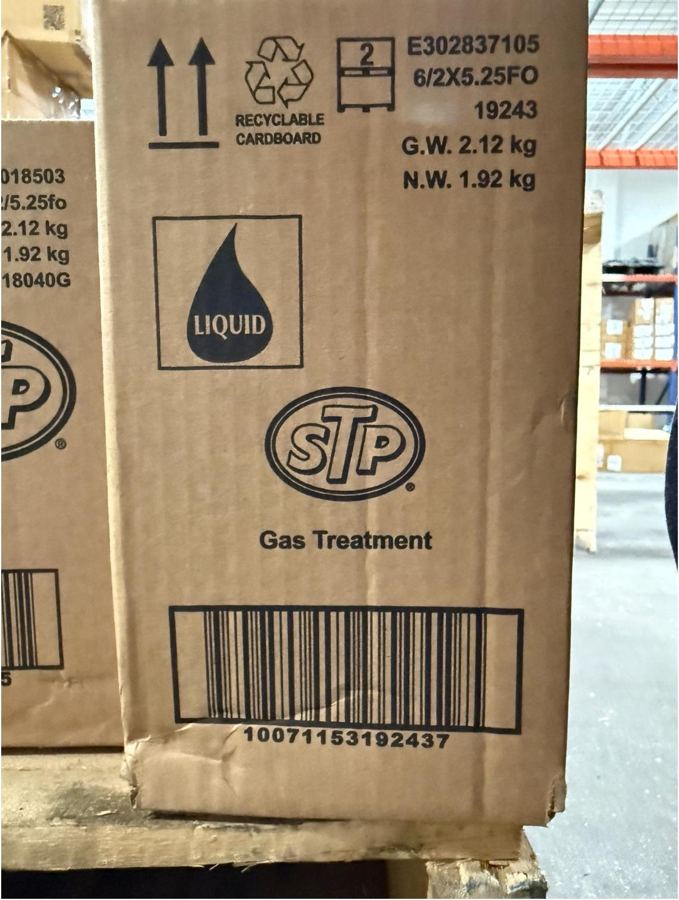 2
E302837105
6/2X5.25FO
19243
G.W. 2.12 kg
N.W. 1.92 kg
RECYCLABLE
CARDBOARD
LIQUID
STP®
Gas Treatment
10071153192437
018503
/5.25fo
2.12 kg
1.92 kg
18040G
P
®
5